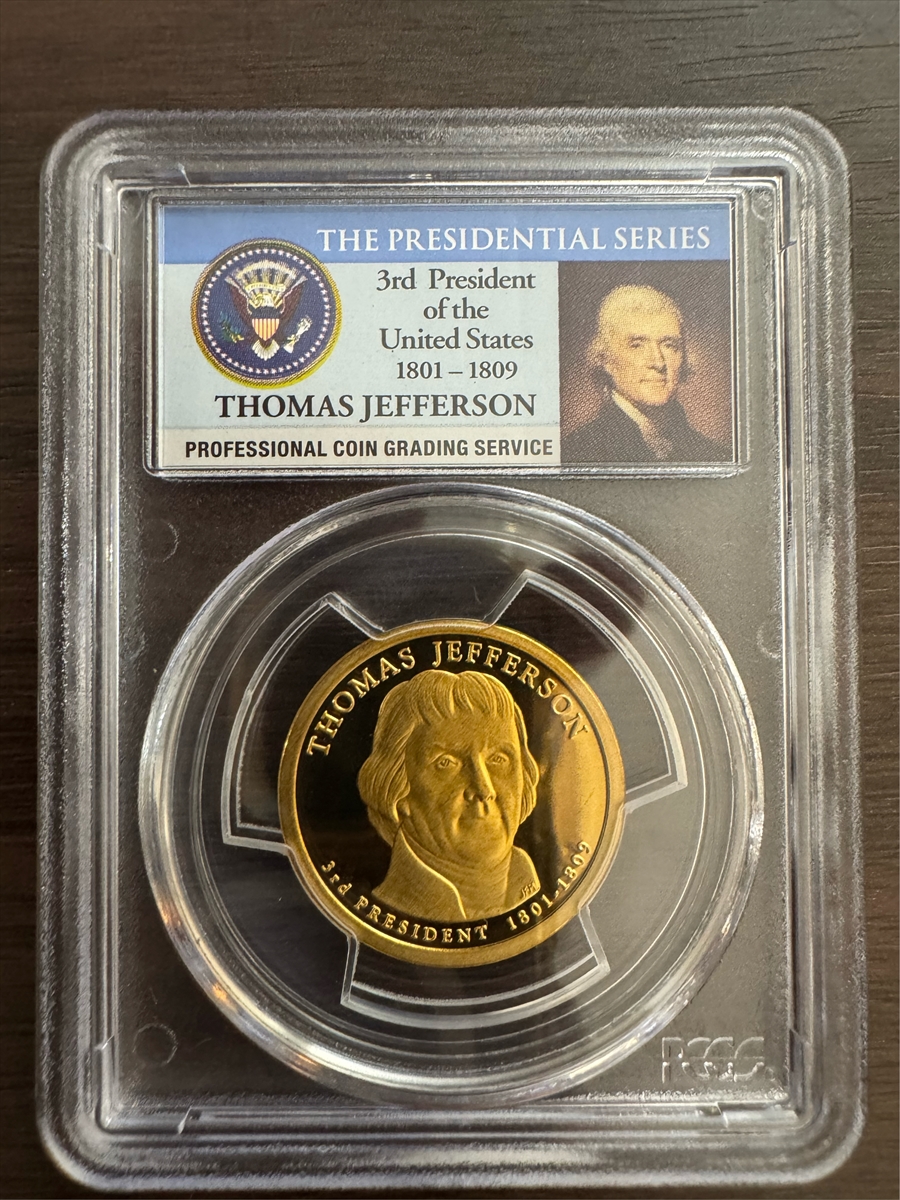 THE PRESIDENTIAL SERIES
3rd President
of the
United States
1801 – 1809
THOMAS JEFFERSON
PROFESSIONAL COIN GRADING SERVICE
THOMAS JEFFERSON
3rd PRESIDENT 1801-1809
PCGS